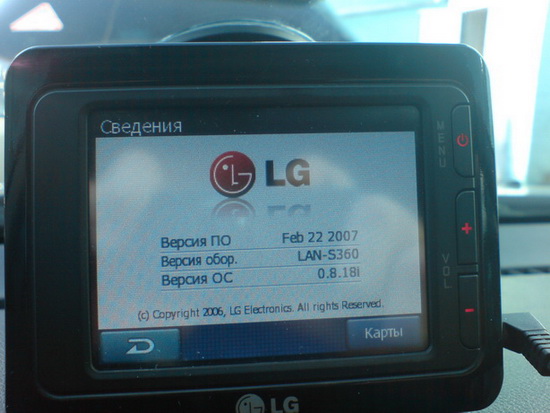 Сведения
LG
Версия ПО Feb 22 2007
Версия обор. LAN-S360
Версия ОС 0.8.18i
(c) Copyright 2006, LG Electronics. All rights Reserved.
Карты
MENU
+
VOL
-
LG